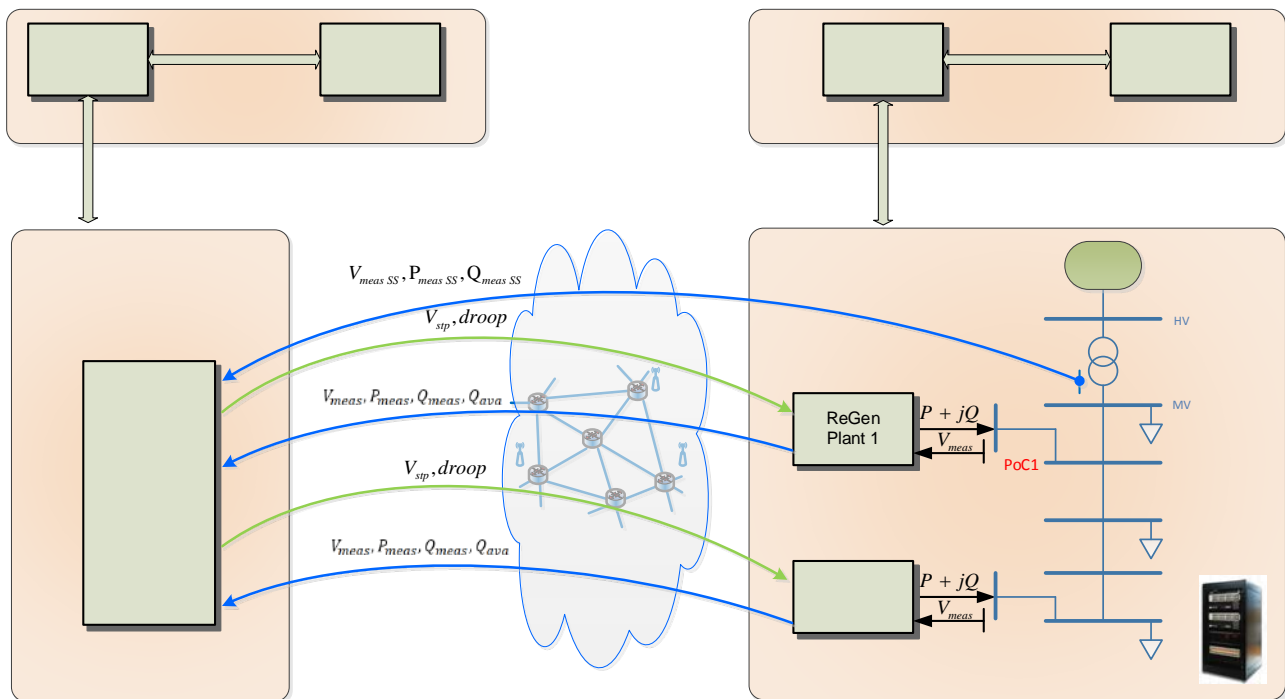 V_meas SS, P_meas SS, Q_meas SS
V_stp, droop
V_meas, P_meas, Q_meas, Q_ava
V_stp, droop
V_meas, P_meas, Q_meas, Q_ava
HV
MV
ReGen
Plant 1
P + jQ
V_meas
PoC1
P + jQ
V_meas